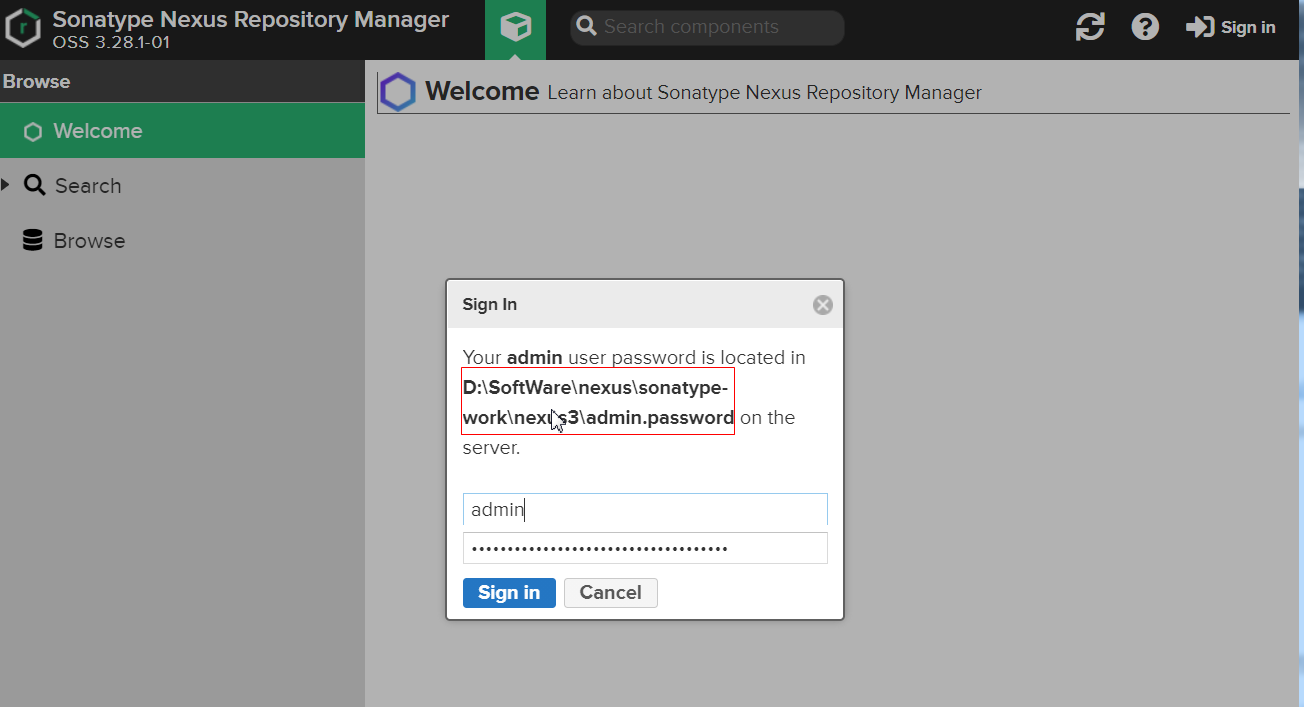 Sonatype Nexus Repository Manager
OSS 3.28.1-01
Search components
Sign in
Browse
Welcome
Search
Browse
Welcome Learn about Sonatype Nexus Repository Manager
Sign In
Your admin user password is located in
D:\SoftWare\nexus\sonatype-
work\nexus3\admin.password on the
server.
admin
Sign in
Cancel